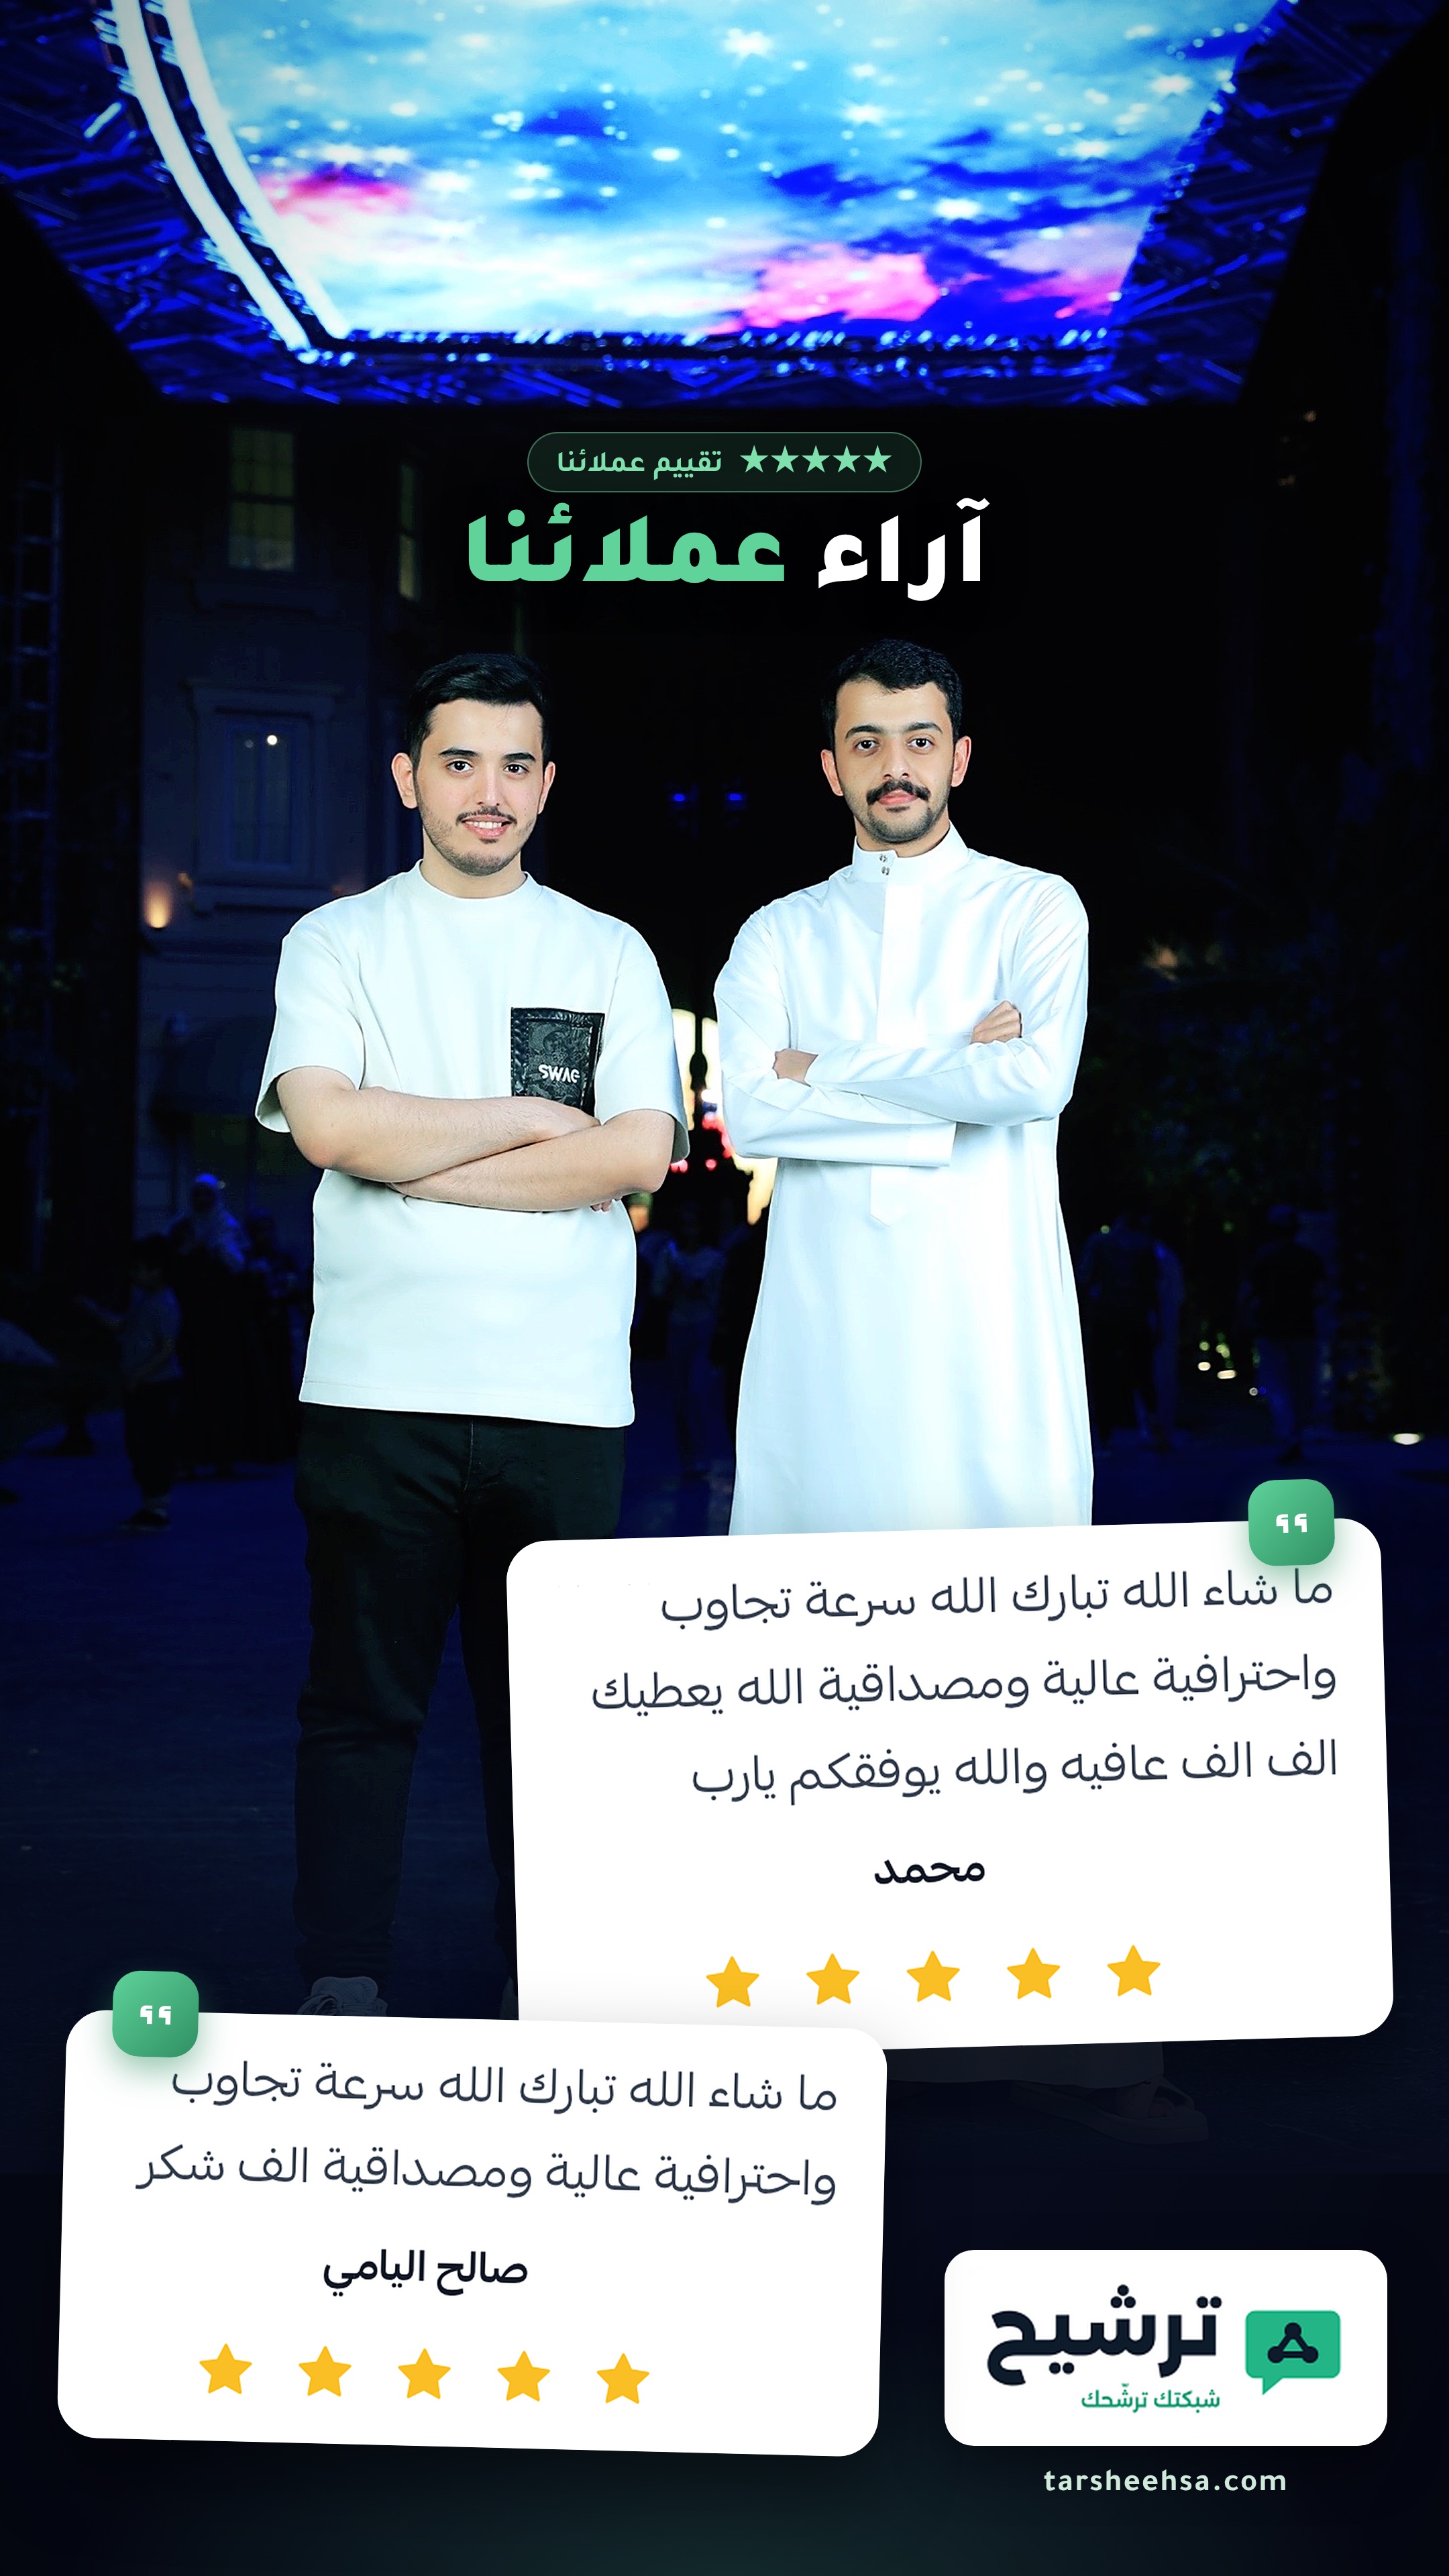 ★★★★★ تقييم عملائنا
آراء عملائنا
SWAG
ما شاء الله تبارك الله سرعة تجاوب
واحترافية عالية ومصداقية الله يعطيك
الف الف عافيه والله يوفقكم يارب
محمد
ما شاء الله تبارك الله سرعة تجاوب
واحترافية عالية ومصداقية الف شكر
صالح اليامي
ترشيح
شبكتك ترشّحك
tarsheehsa.com